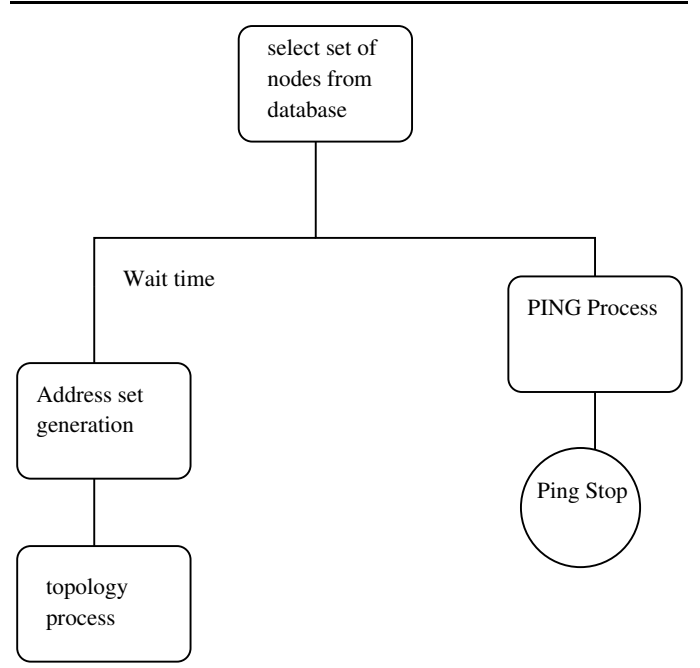 select set of
nodes from
database
Wait time
PING Process
Address set
generation
Ping Stop
topology
process